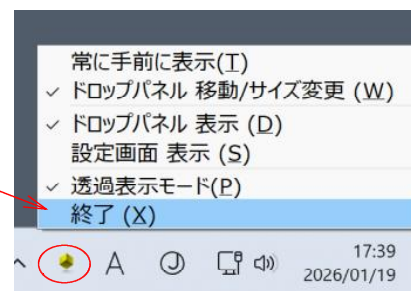 常に手前に表示(T)
✓ ドロップパネル 移動/サイズ変更 (W)
✓ ドロップパネル 表示 (D)
設定画面 表示 (S)
✓ 透過表示モード(P)
終了 (X)
A
17:39
2026/01/19